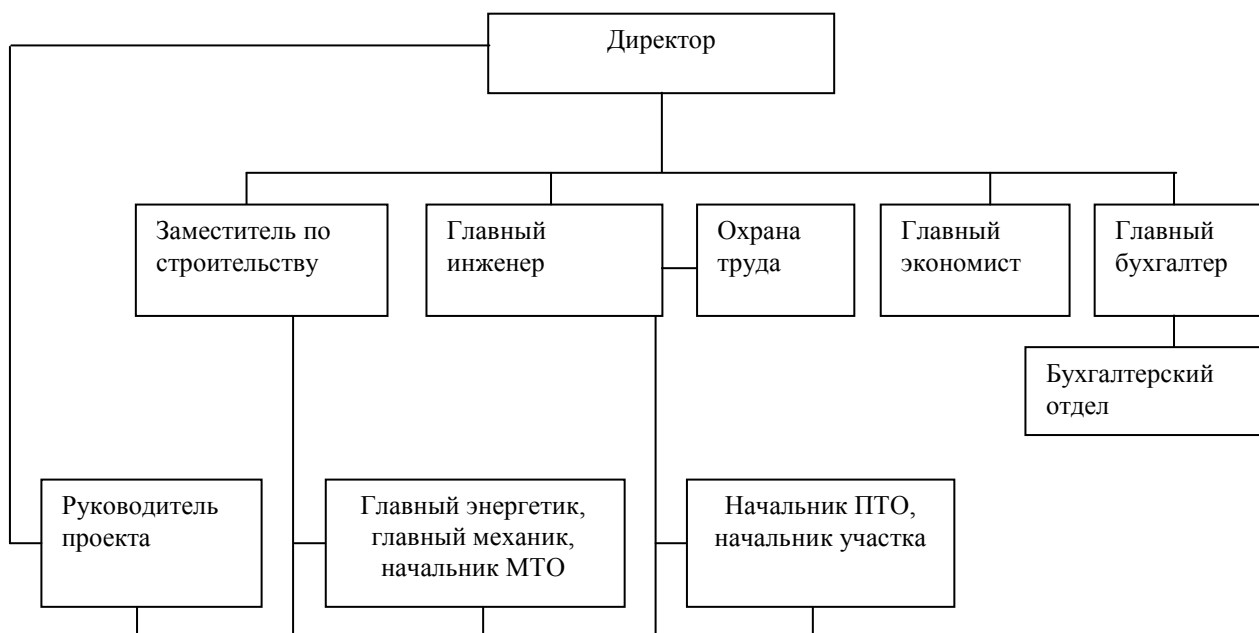 Директор
Заместитель по
строительству
Главный
инженер
Охрана
труда
Главный
экономист
Главный
бухгалтер
Бухгалтерский
отдел
Руководитель
проекта
Главный энергетик,
главный механик,
начальник МТО
Начальник ПТО,
начальник участка